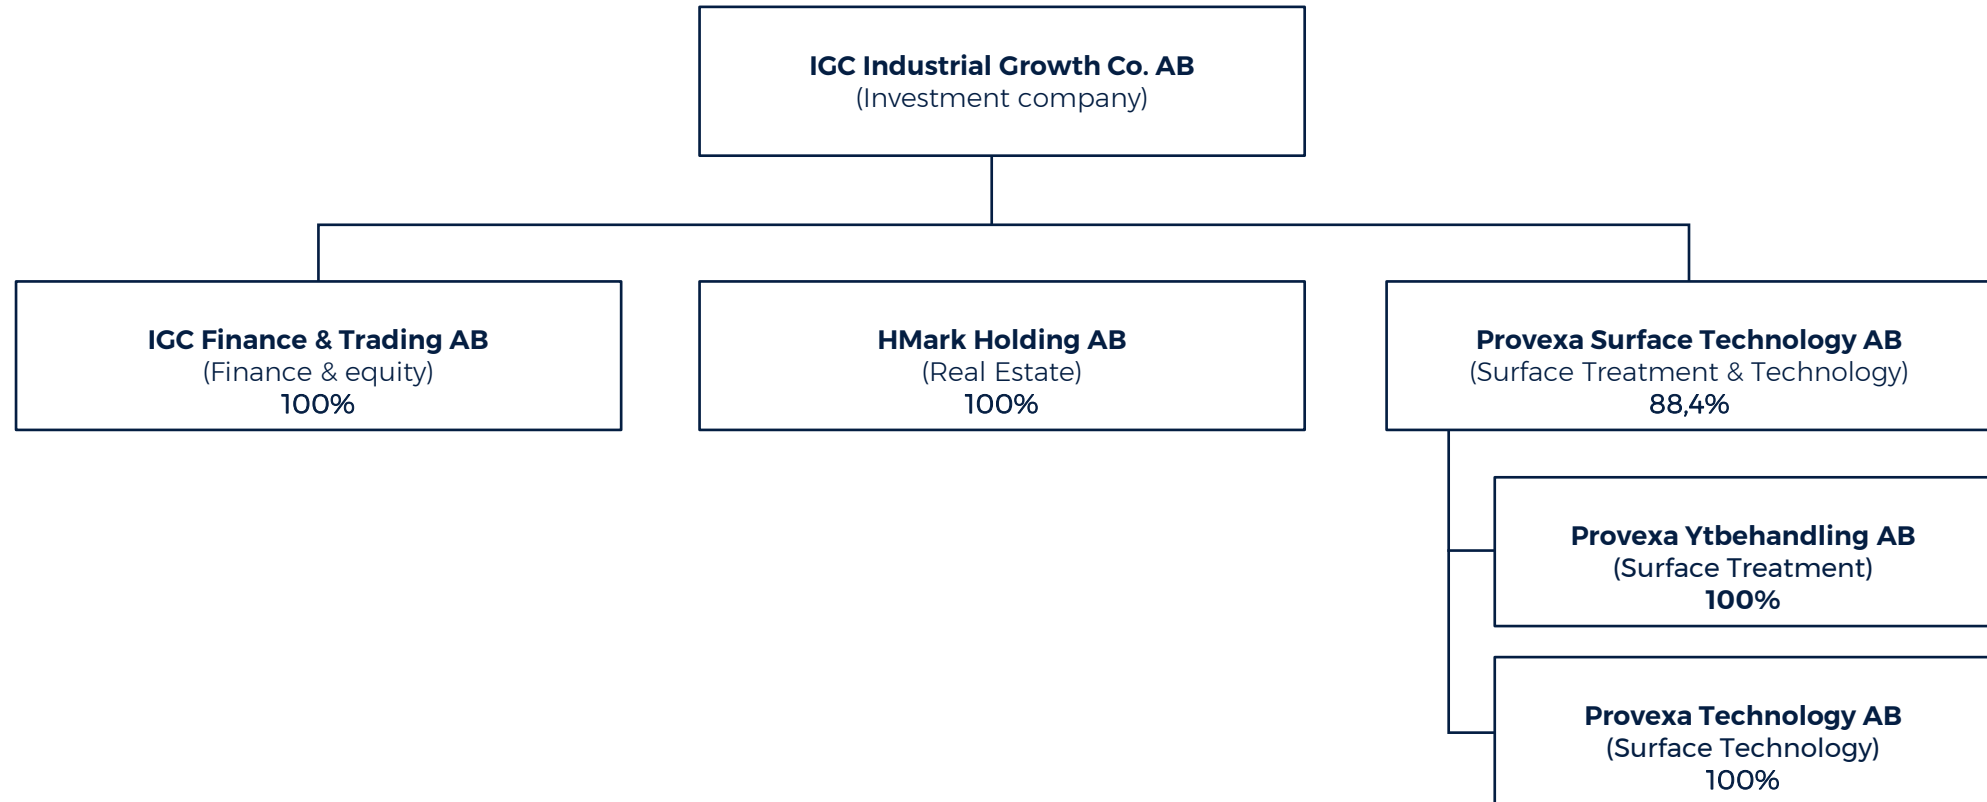 IGC Industrial Growth Co. AB
(Investment company)
IGC Finance & Trading AB
(Finance & equity)
100%
HMark Holding AB
(Real Estate)
100%
Provexa Surface Technology AB
(Surface Treatment & Technology)
88,4%
Provexa Ytbehandling AB
(Surface Treatment)
100%
Provexa Technology AB
(Surface Technology)
100%